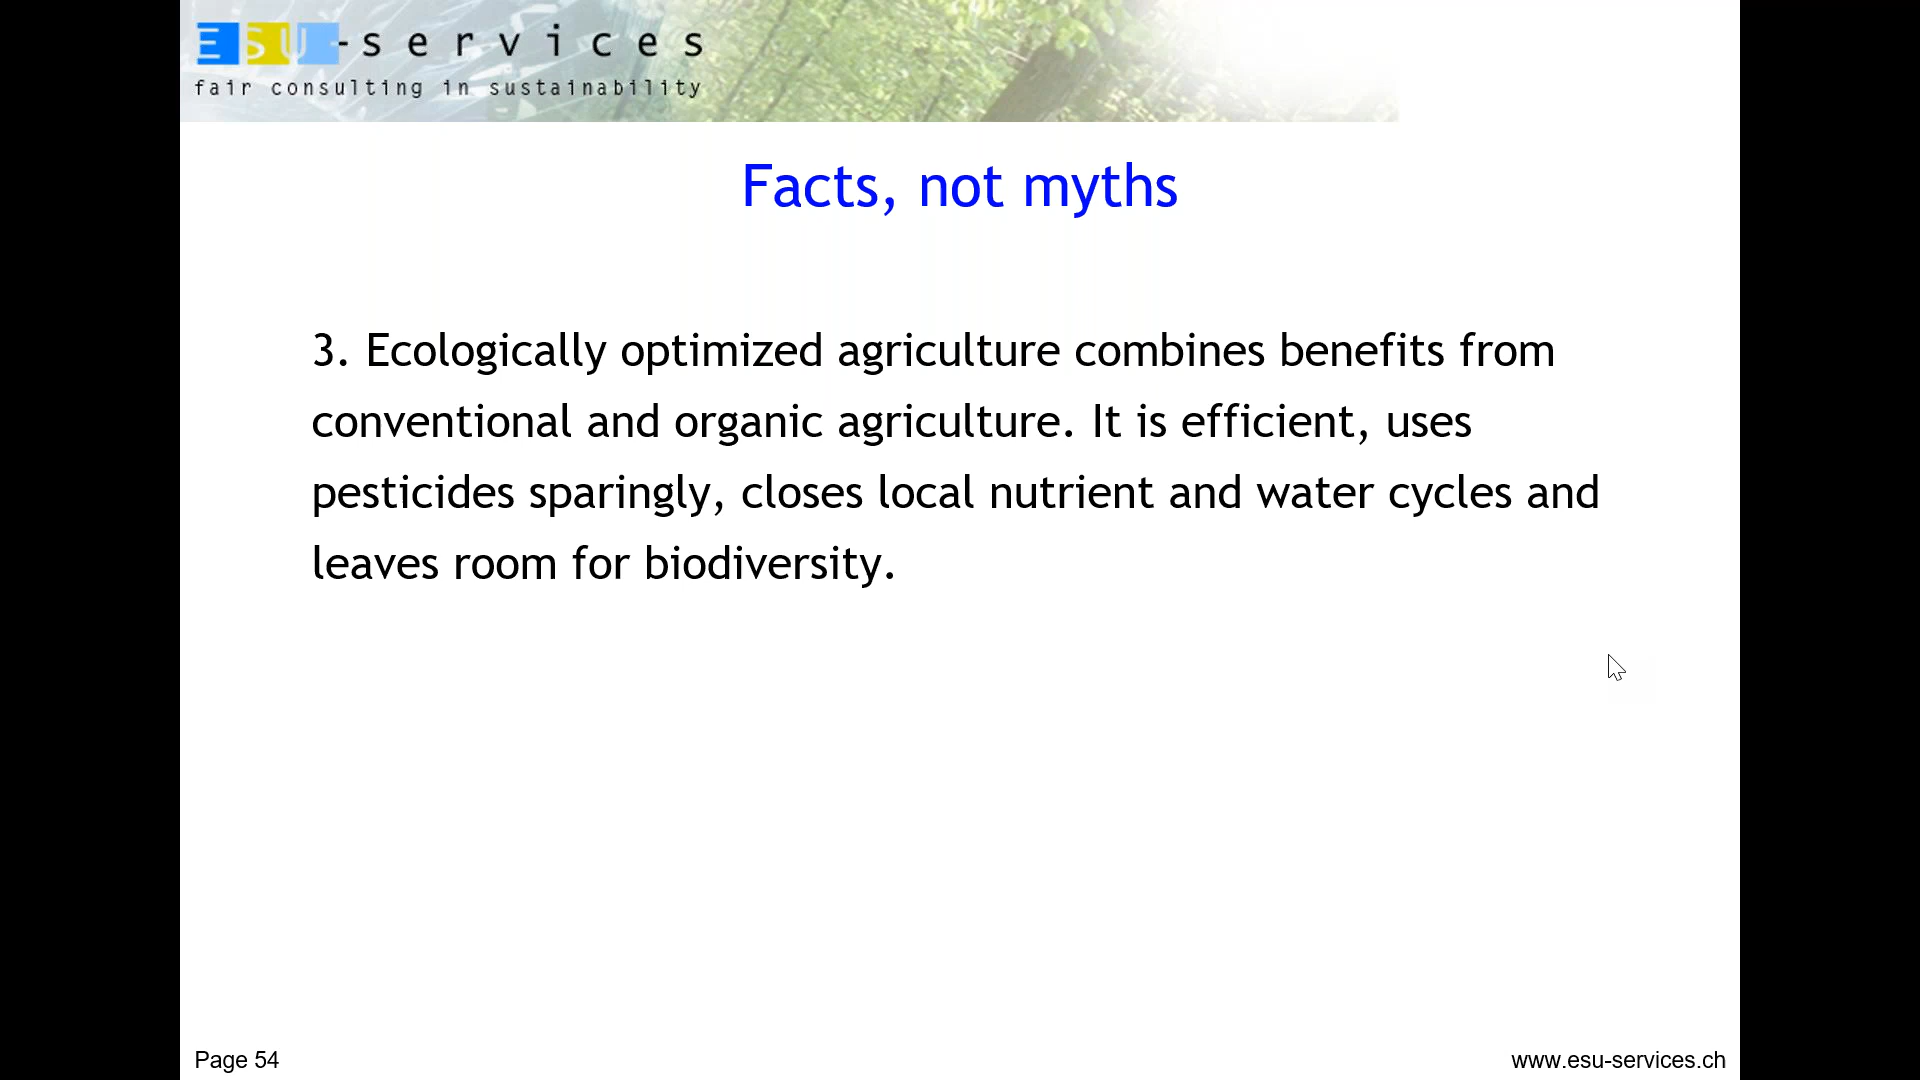 ESU-services
fair consulting in sustainability
Facts, not myths
3. Ecologically optimized agriculture combines benefits from
conventional and organic agriculture. It is efficient, uses
pesticides sparingly, closes local nutrient and water cycles and
leaves room for biodiversity.
Page 54
www.esu-services.ch